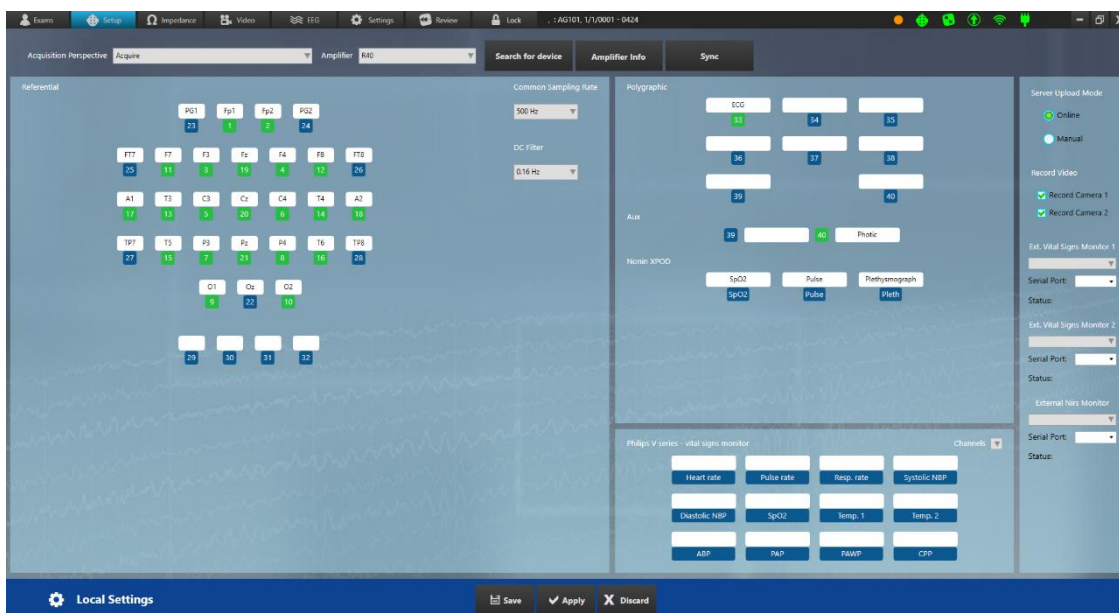 Exams Setup Impedance Video EEG Settings Review Lock , : AG101, 1/1/0001 - 0424
Acquisition Perspective Acquire Amplifier R40 Search for device Amplifier Info Sync
Referential
Common Sampling Rate
500 Hz
DC Filter
0.16 Hz
PG1 Fp1 Fp2 PG2
23 1 2 24
FT7 F7 F3 Fz F4 F8 FT8
25 11 3 19 4 12 26
A1 T3 C3 Cz C4 T4 A2
17 13 5 20 6 14 18
TP7 T5 P3 Pz P4 T6 TP8
27 15 7 21 8 16 28
O1 Oz O2
9 22 10
29 30 31 32
Polygraphic
ECG
33 34 35
36 37 38
39 40
Aux
39 40 Photic
Nonin XPOD
SpO2 Pulse Plethysmograph
SpO2 Pulse Pleth
Philips V series - vital signs monitor Channels
Heart rate Pulse rate Resp. rate Systolic NBP
Diastolic NBP SpO2 Temp. 1 Temp. 2
ABP PAP PAWP CPP
Server Upload Mode
Online
Manual
Record Video
Record Camera 1
Record Camera 2
Ext. Vital Signs Monitor 1
Serial Port:
Status:
Ext. Vital Signs Monitor 2
Serial Port:
Status:
External Nirs Monitor
Serial Port:
Status:
Local Settings Save Apply Discard